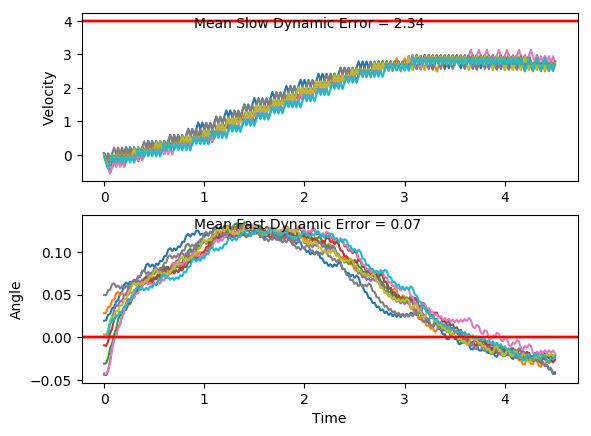 Mean Slow Dynamic Error = 2.34
4
3
2
1
0
Velocity
0 1 2 3 4
Mean Fast Dynamic Error = 0.07
0.10
0.05
0.00
−0.05
Angle
0 1 2 3 4
Time